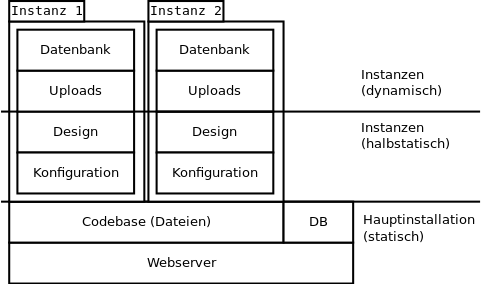 Instanz 1
Instanz 2
Datenbank
Datenbank
Uploads
Uploads
Instanzen
(dynamisch)
Design
Design
Instanzen
(halbstatisch)
Konfiguration
Konfiguration
Codebase (Dateien)
DB
Hauptinstallation
(statisch)
Webserver